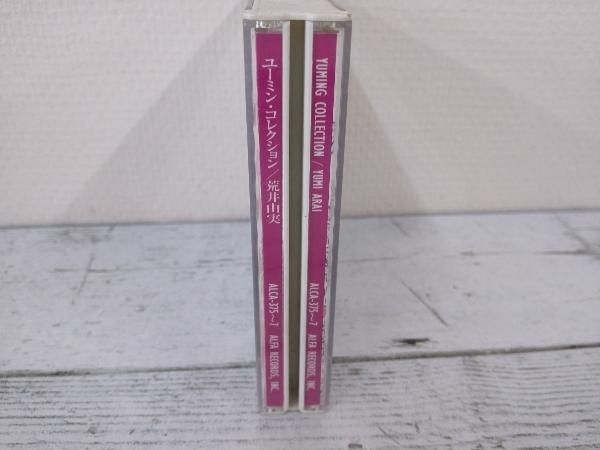 ユーミン・コレクション／荒井由実 ALCA-375〜7 ALFA RECORDS, INC.
YUMING COLLECTION / YUMI ARAI ALCA-375〜7 ALFA RECORDS, INC.